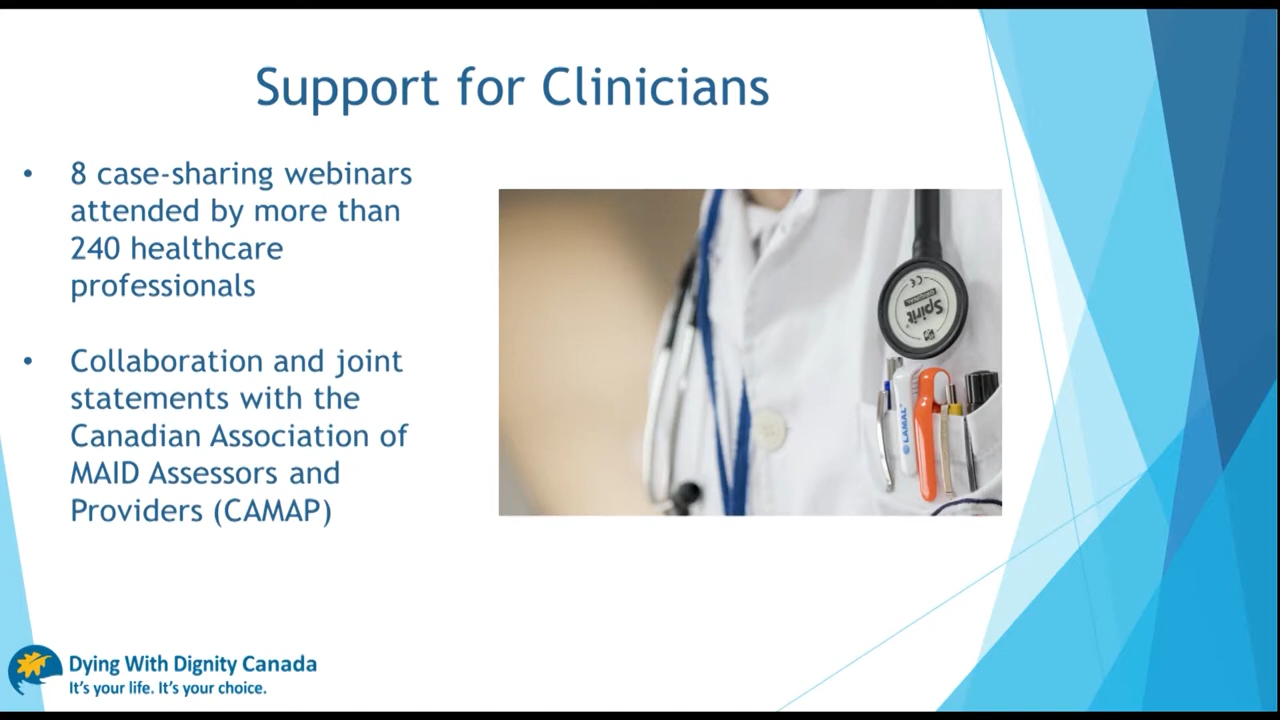 Support for Clinicians
• 8 case-sharing webinars
attended by more than
240 healthcare
professionals
• Collaboration and joint
statements with the
Canadian Association of
MAID Assessors and
Providers (CAMAP)
Spirit
LAMAL
Dying With Dignity Canada
It's your life. It's your choice.